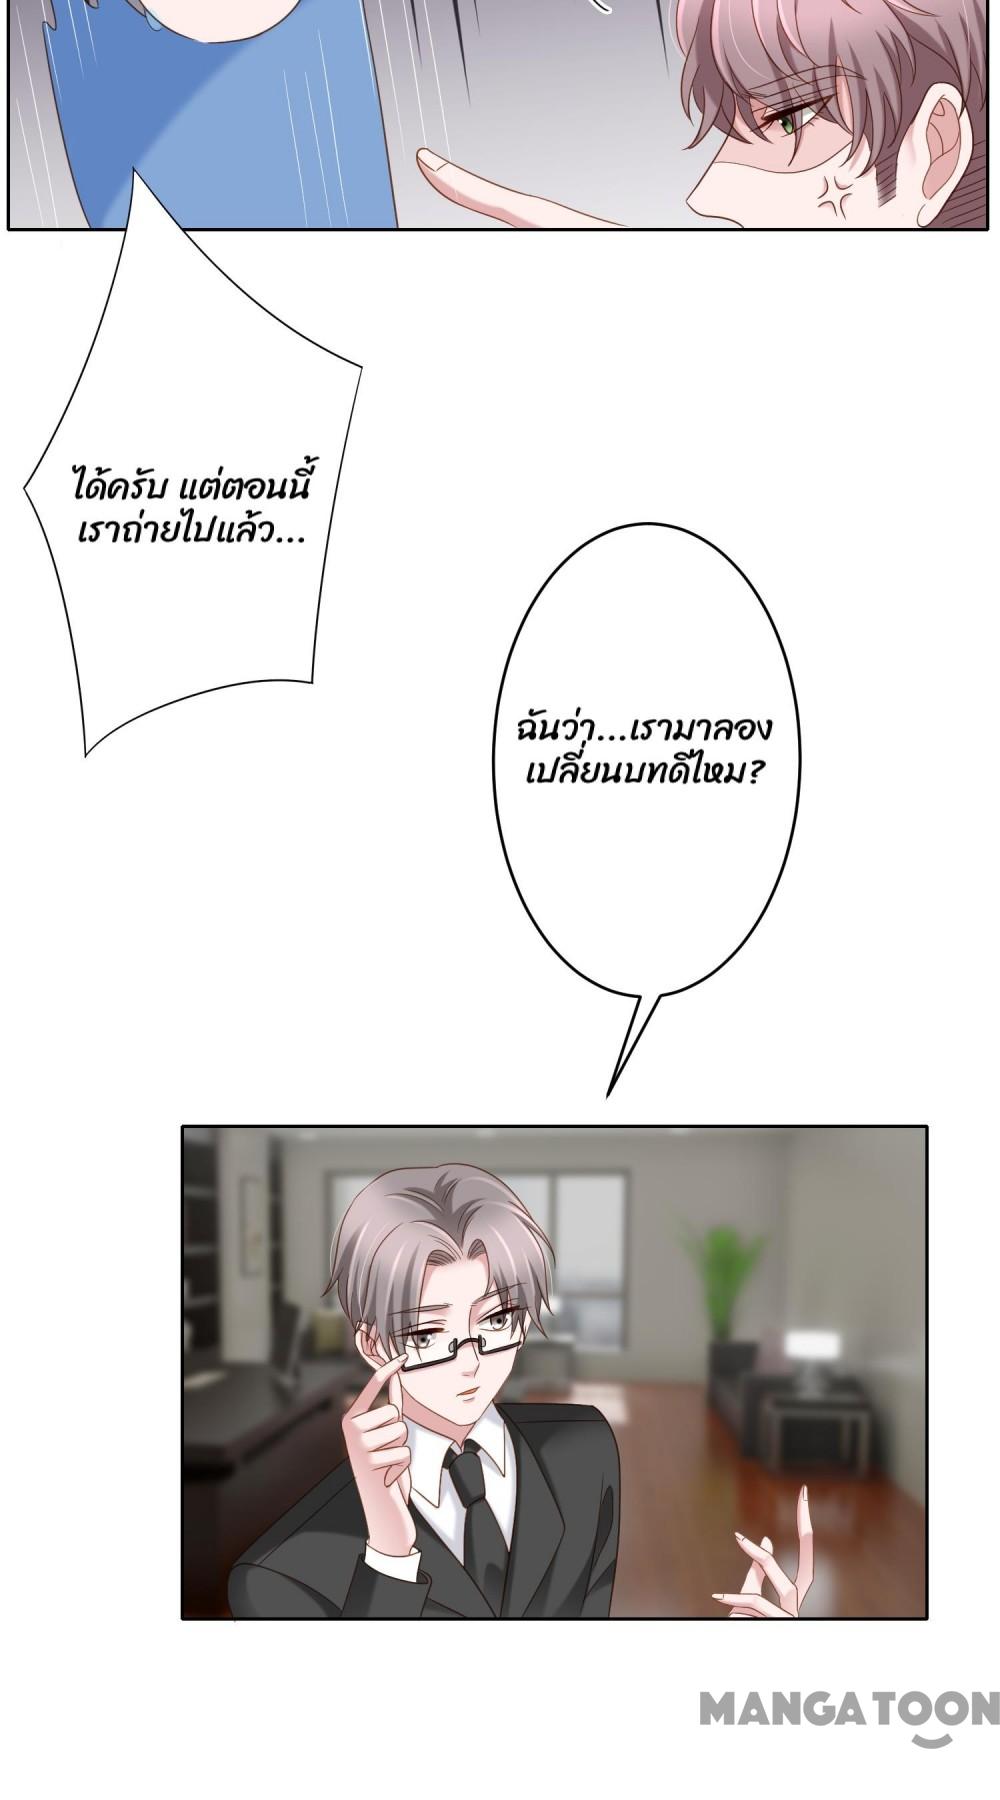 ได้ครับ แต่ตอนนี้
เราถ่ายไปแล้ว...
ฉันว่า...เรามาลอง
เปลี่ยนบทดีไหม?
MANGATOON